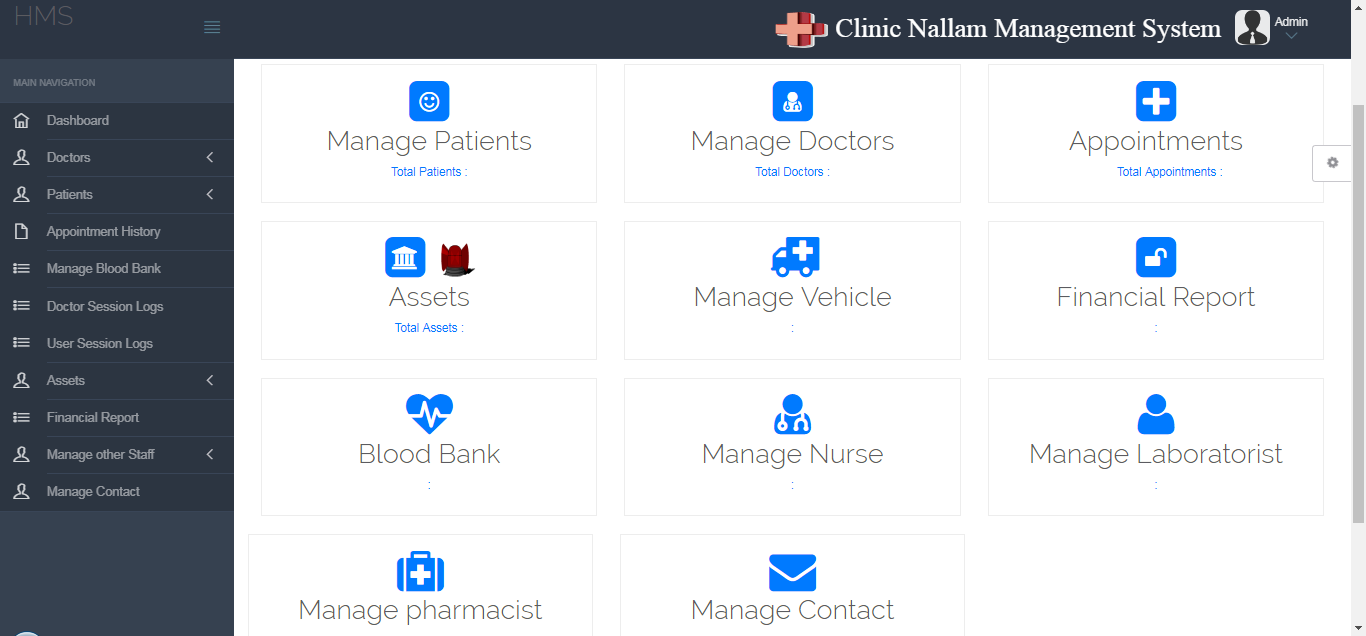 HMS
Clinic Nallam Management System
Admin
MAIN NAVIGATION
Dashboard
Doctors
Patients
Appointment History
Manage Blood Bank
Doctor Session Logs
User Session Logs
Assets
Financial Report
Manage other Staff
Manage Contact
Manage Patients
Total Patients :
Manage Doctors
Total Doctors :
Appointments
Total Appointments :
Assets
Total Assets :
Manage Vehicle
:
Financial Report
:
Blood Bank
:
Manage Nurse
:
Manage Laboratorist
:
Manage pharmacist
Manage Contact